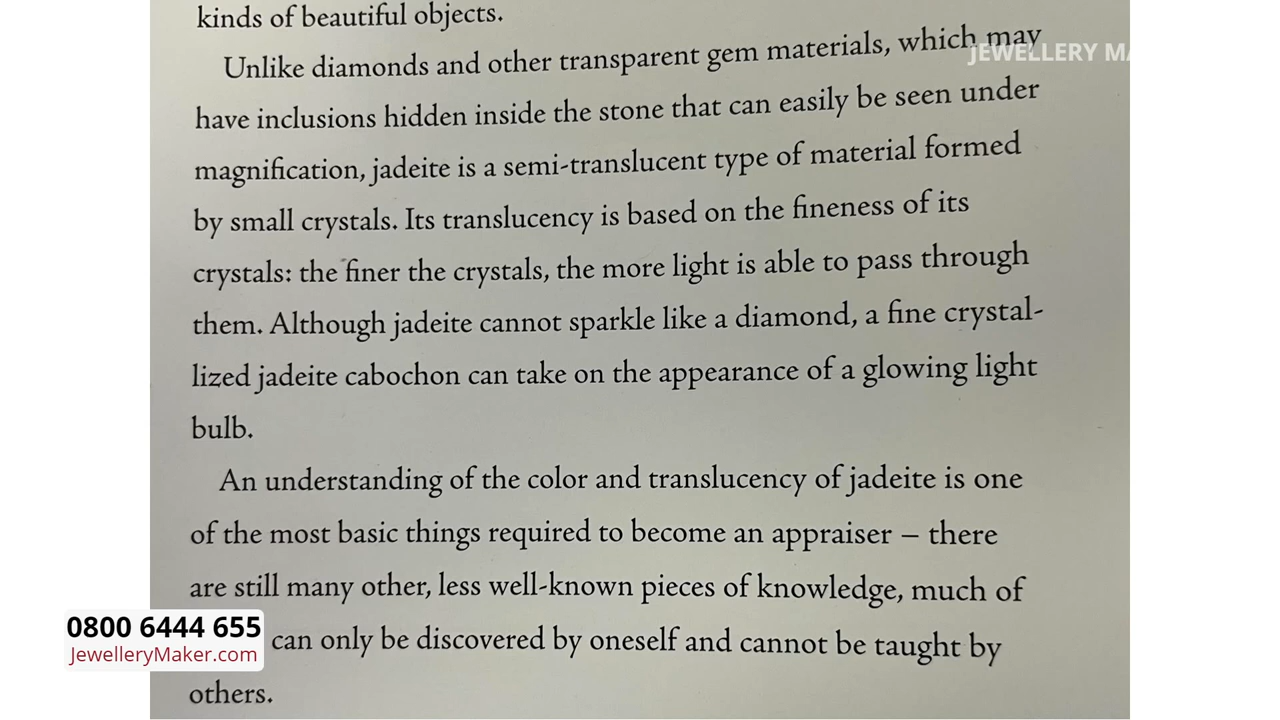 kinds of beautiful objects.
Unlike diamonds and other transparent gem materials, which may
JEWELLERY MA
have inclusions hidden inside the stone that can easily be seen under
magnification, jadeite is a semi-translucent type of material formed
by small crystals. Its translucency is based on the fineness of its
crystals: the finer the crystals, the more light is able to pass through
them. Although jadeite cannot sparkle like a diamond, a fine crystal-
lized jadeite cabochon can take on the appearance of a glowing light
bulb.
An understanding of the color and translucency of jadeite is one
of the most basic things required to become an appraiser – there
are still many other, less well-known pieces of knowledge, much of
can only be discovered by oneself and cannot be taught by
others.
0800 6444 655
JewelleryMaker.com